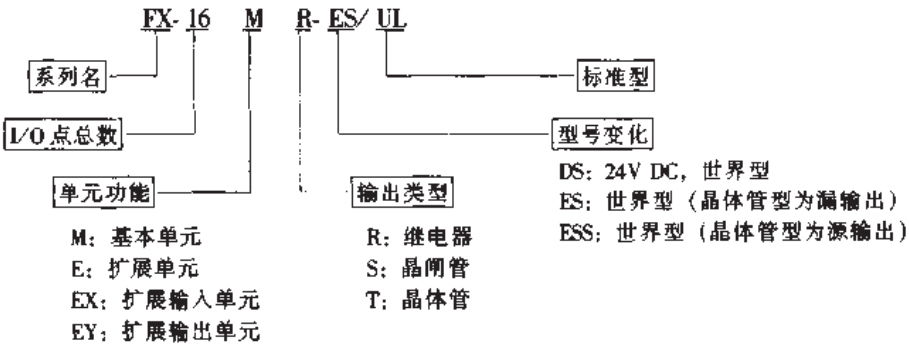 FX-16 M R-ES/UL
系列名
标准型
I/O点总数
型号变化
DS: 24V DC, 世界型
单元功能
输出类型
ES: 世界型 (晶体管型为漏输出)
M: 基本单元
R: 继电器
ESS: 世界型 (晶体管型为源输出)
E: 扩展单元
S: 晶闸管
EX: 扩展输入单元
T: 晶体管
EY: 扩展输出单元